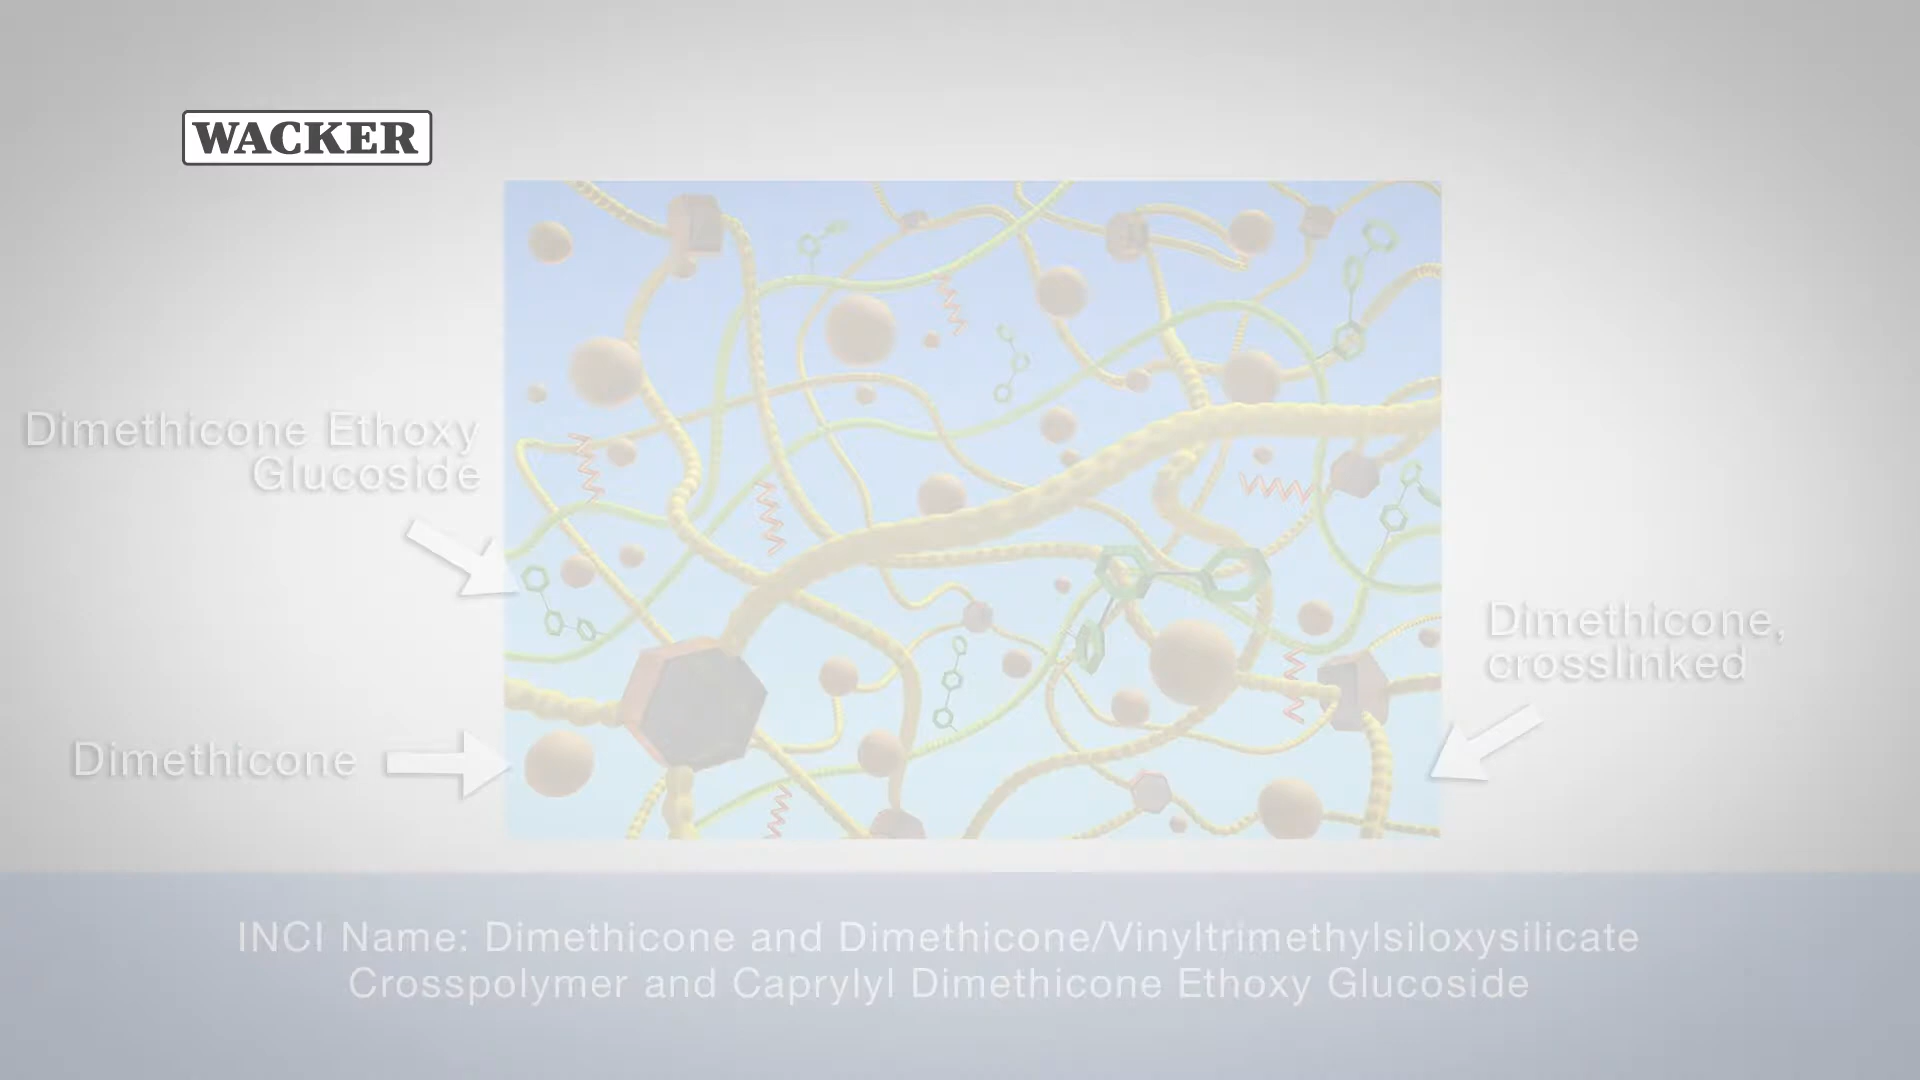 WACKER
Dimethicone Ethoxy
Glucoside
Dimethicone,
crosslinked
Dimethicone
INCI Name: Dimethicone and Dimethicone/Vinyltrimethylsiloxysilicate
Crosspolymer and Caprylyl Dimethicone Ethoxy Glucoside